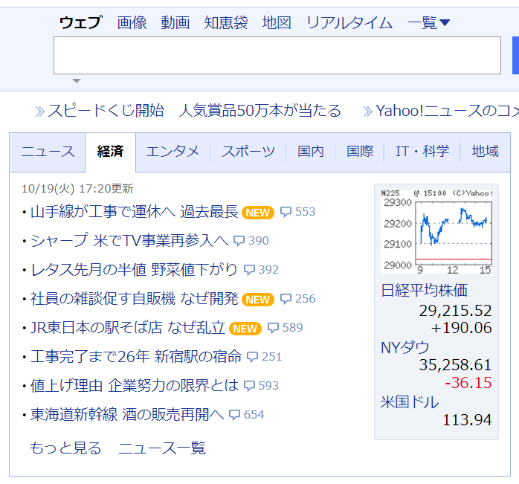 ウェブ 画像 動画 知恵袋 地図 リアルタイム 一覧▼
スピードくじ開始 人気賞品50万本が当たる Yahoo!ニュースのコメ
ニュース 経済 エンタメ スポーツ 国内 国際 IT・科学 地域
10/19(火) 17:20更新
・山手線が工事で運休へ 過去最長 NEW 553
・シャープ 米でTV事業再参入へ 390
・レタス先月の半値 野菜値下がり 392
・社員の雑談促す自販機 なぜ開発 NEW 256
・JR東日本の駅そば店 なぜ乱立 NEW 589
・工事完了まで26年 新宿駅の宿命 251
・値上げ理由 企業努力の限界とは 593
・東海道新幹線 酒の販売再開へ 654
もっと見る ニュース一覧
N225 @ 15:00 (C)Yahoo!
29300
29200
29100
29000
9 12 15
日経平均株価
29,215.52
+190.06
NYダウ
35,258.61
-36.15
米国ドル
113.94